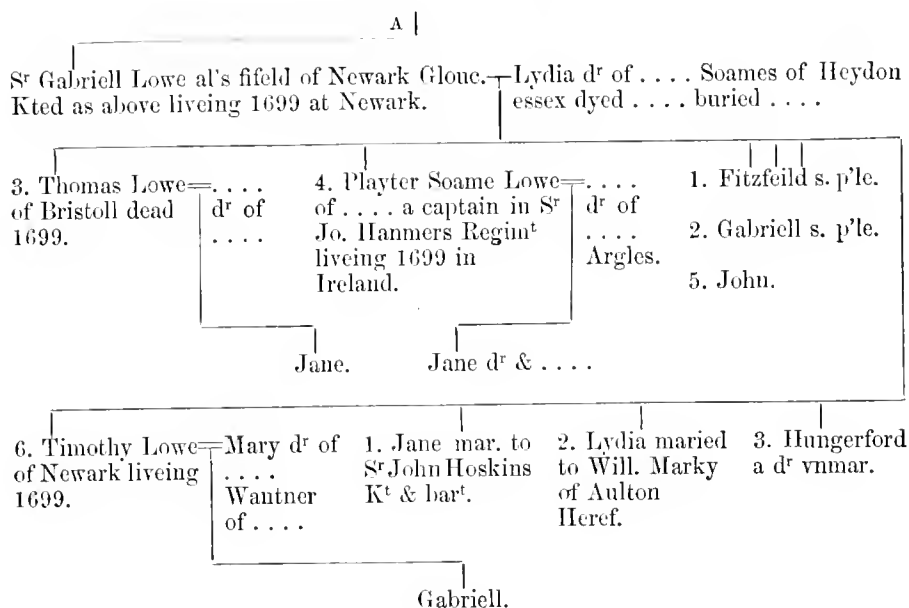 A
Sʳ Gabriell Lowe al's fifeld of Newark Glouc.
Kted as above liveing 1699 at Newark.
Lydia dʳ of . . . . Soames of Heydon
essex dyed . . . . buried . . . .
3. Thomas Lowe
of Bristoll dead
1699.
. . . .
dʳ of
. . . .
4. Playter Soame Lowe
of . . . . a captain in Sʳ
Jo. Hanmers Regimᵗ
liveing 1699 in
Ireland.
. . . .
dʳ of
. . . .
Argles.
1. Fitzfeild s. p'le.
2. Gabriell s. p'le.
5. John.
Jane.
Jane dʳ & . . . .
6. Timothy Lowe
of Newark liveing
1699.
Mary dʳ of
. . . .
Wantner
of . . . .
1. Jane mar. to
Sʳ John Hoskins
Kᵗ & barᵗ.
2. Lydia maried
to Will. Marky
of Aulton
Heref.
3. Hungerford
a dʳ vnmar.
Gabriell.